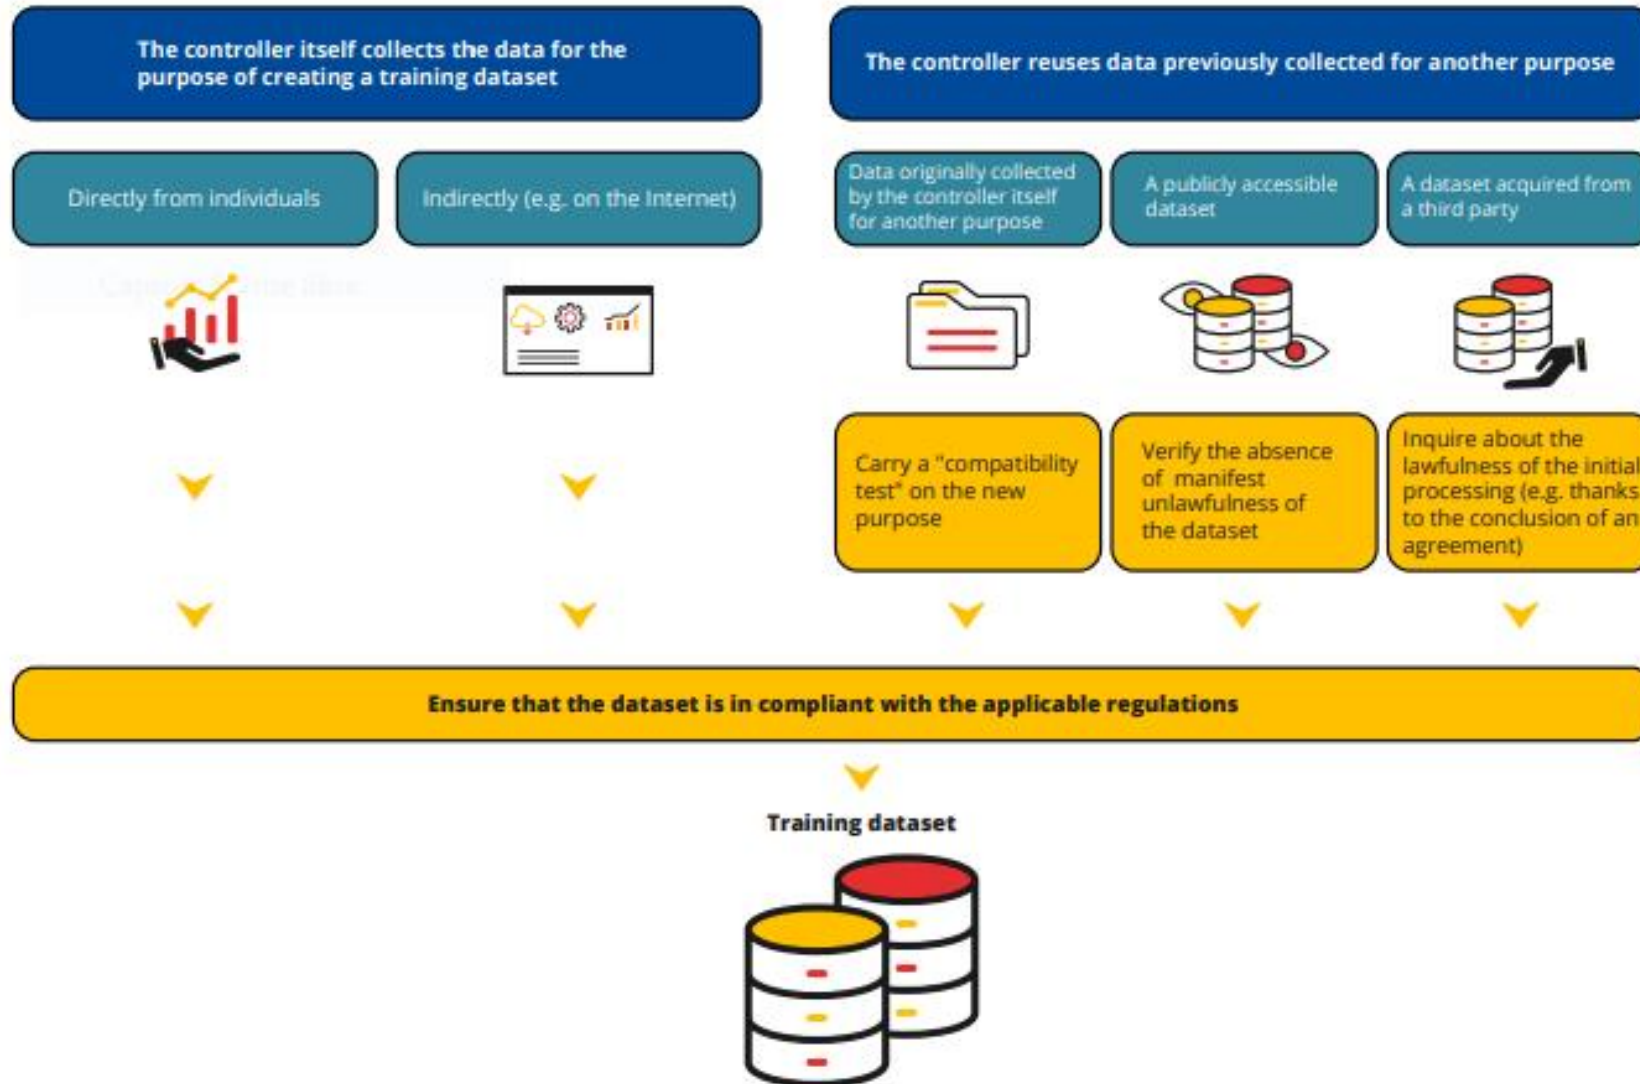 The controller itself collects the data for the
purpose of creating a training dataset
The controller reuses data previously collected for another purpose
Directly from individuals
Indirectly (e.g. on the Internet)
Data originally collected
by the controller itself
for another purpose
A publicly accessible
dataset
A dataset acquired from
a third party
Carry a "compatibility
test" on the new
purpose
Verify the absence
of manifest
unlawfulness of
the dataset
Inquire about the
lawfulness of the initial
processing (e.g. thanks
to the conclusion of an
agreement)
Ensure that the dataset is in compliant with the applicable regulations
Training dataset